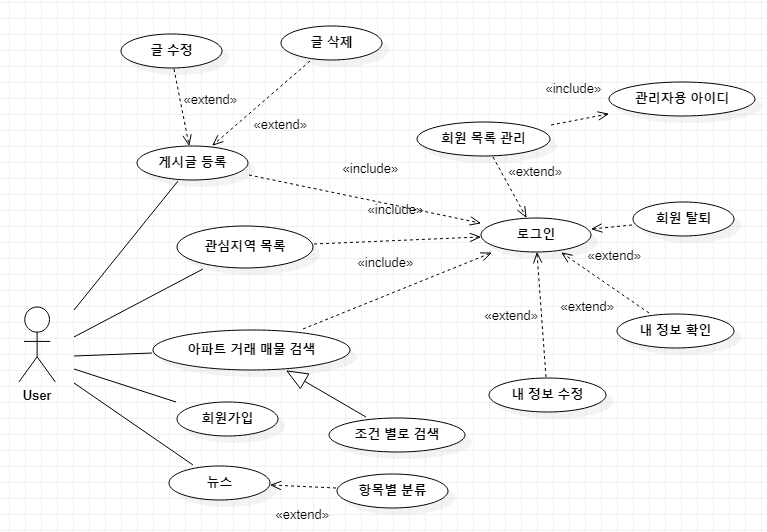 글 수정
글 삭제
«extend»
«extend»
«include»
관리자용 아이디
회원 목록 관리
게시글 등록
«include»
«extend»
«include»
회원 탈퇴
로그인
관심지역 목록
«include»
«extend»
«extend»
«extend»
내 정보 확인
아파트 거래 매물 검색
User
내 정보 수정
회원가입
조건 별로 검색
뉴스
항목별 분류
«extend»